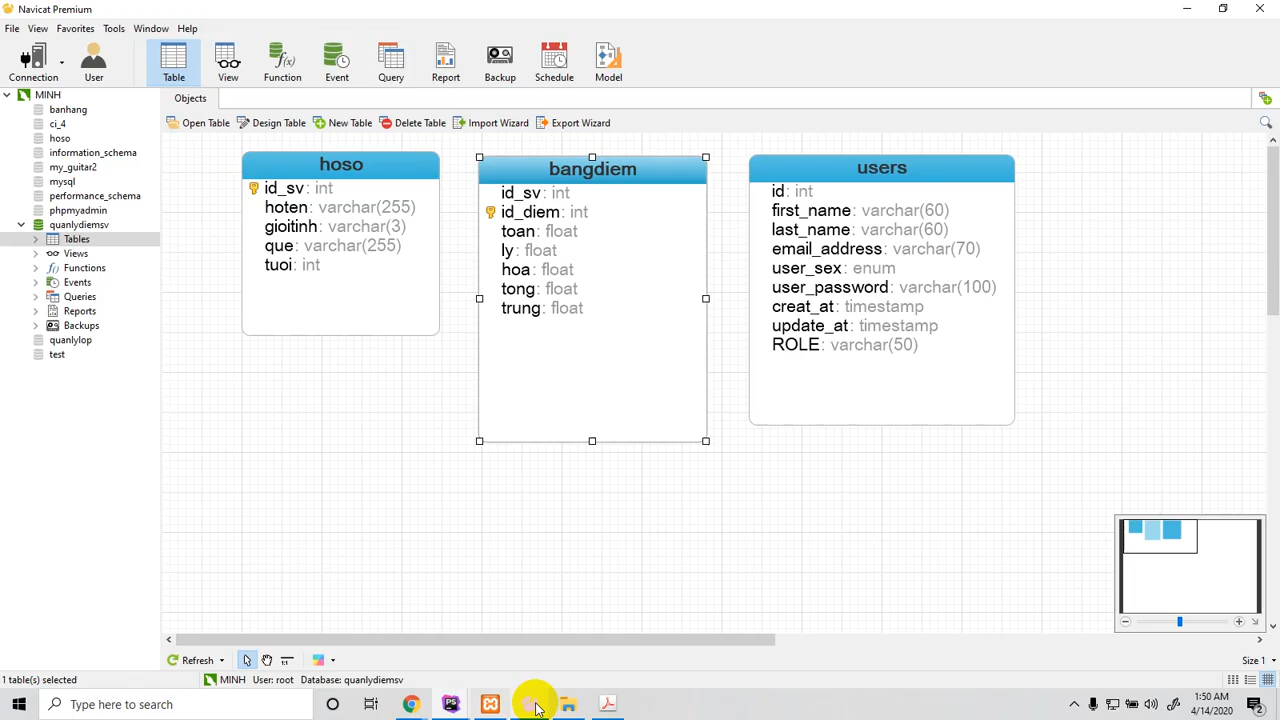 Navicat Premium
File View Favorites Tools Window Help
Connection User Table View Function Event Query Report Backup Schedule Model
MINH
banhang
ci_4
hoso
information_schema
my_guitar2
mysql
performance_schema
phpmyadmin
quanlydiemsv
Tables
Views
Functions
Events
Queries
Reports
Backups
quanlylop
test
Objects
Open Table Design Table New Table Delete Table Import Wizard Export Wizard
hoso
id_sv: int
hoten: varchar(255)
gioitinh: varchar(3)
que: varchar(255)
tuoi: int
bangdiem
id_sv: int
id_diem: int
toan: float
ly: float
hoa: float
tong: float
trung: float
users
id: int
first_name: varchar(60)
last_name: varchar(60)
email_address: varchar(70)
user_sex: enum
user_password: varchar(100)
creat_at: timestamp
update_at: timestamp
ROLE: varchar(50)
Refresh
Size 1
1 table(s) selected
MINH User: root Database: quanlydiemsv
Type here to search
1:50 AM
4/14/2020